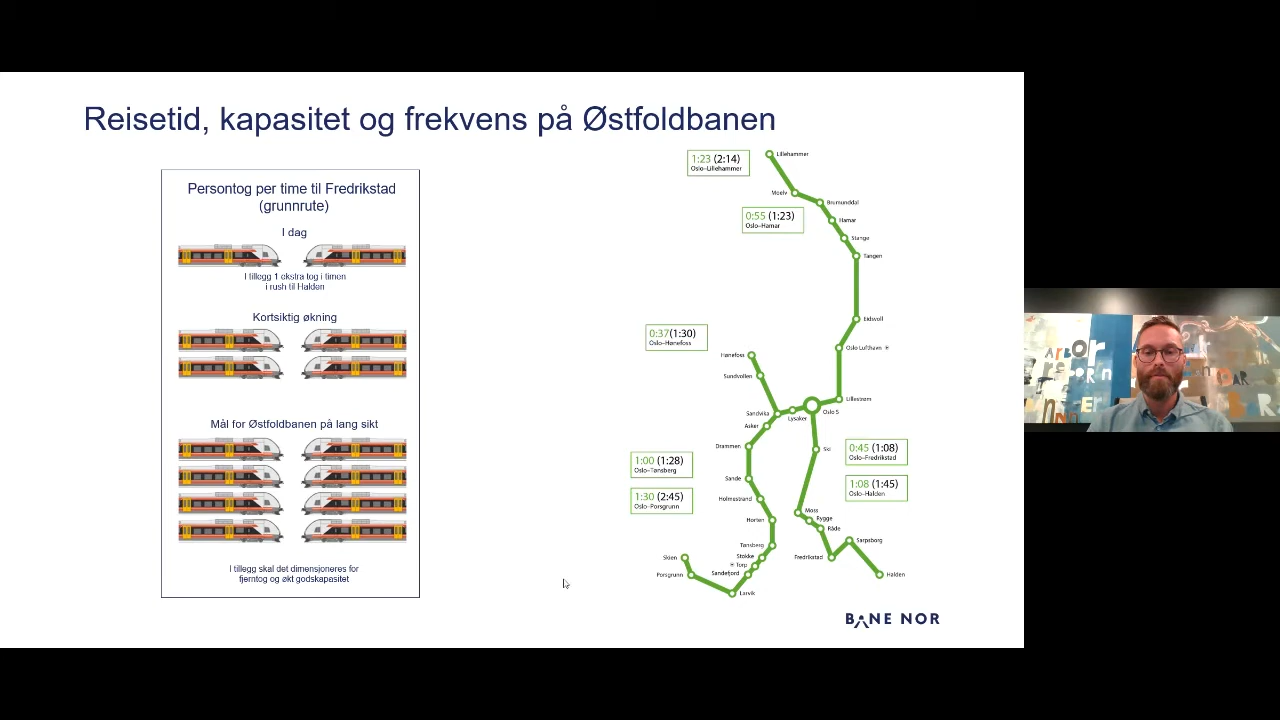 Reisetid, kapasitet og frekvens på Østfoldbanen
Persontog per time til Fredrikstad
(grunnrute)
I dag
I tillegg 1 ekstra tog i timen
i rush til Halden
Kortsiktig økning
Mål for Østfoldbanen på lang sikt
I tillegg skal det dimensjoneres for
fjerntog og økt godskapasitet
1:23 (2:14)
Oslo–Lillehammer
Lillehammer
Moelv
Brumunddal
0:55 (1:23)
Oslo–Hamar
Hamar
Stange
Tangen
Eidsvoll
0:37(1:30)
Oslo–Hønefoss
Oslo Lufthavn
Hønefoss
Sundvollen
Lillestrøm
Sandvika
Lysaker
Oslo S
Asker
Drammen
Ski
0:45 (1:08)
Oslo–Fredrikstad
1:00 (1:28)
Oslo–Tønsberg
Sande
1:08 (1:45)
Oslo–Halden
1:30 (2:45)
Oslo–Porsgrunn
Holmestrand
Moss
Horten
Rygge
Råde
Tønsberg
Sarpsborg
Stokke
Fredrikstad
Skien
Torp
Porsgrunn
Sandefjord
Halden
Larvik
BANE NOR